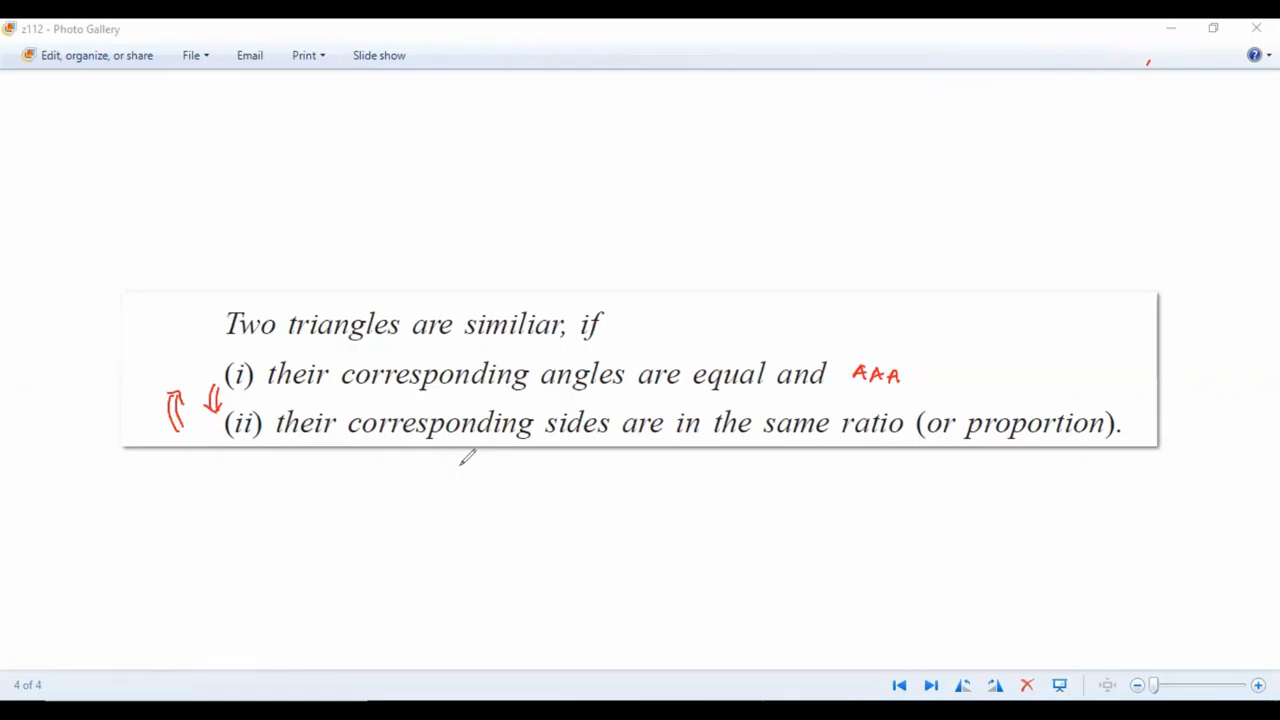 z112 - Photo Gallery
Edit, organize, or share File Email Print Slide show
Two triangles are similiar, if
(i) their corresponding angles are equal and AAA
(ii) their corresponding sides are in the same ratio (or proportion).
4 of 4